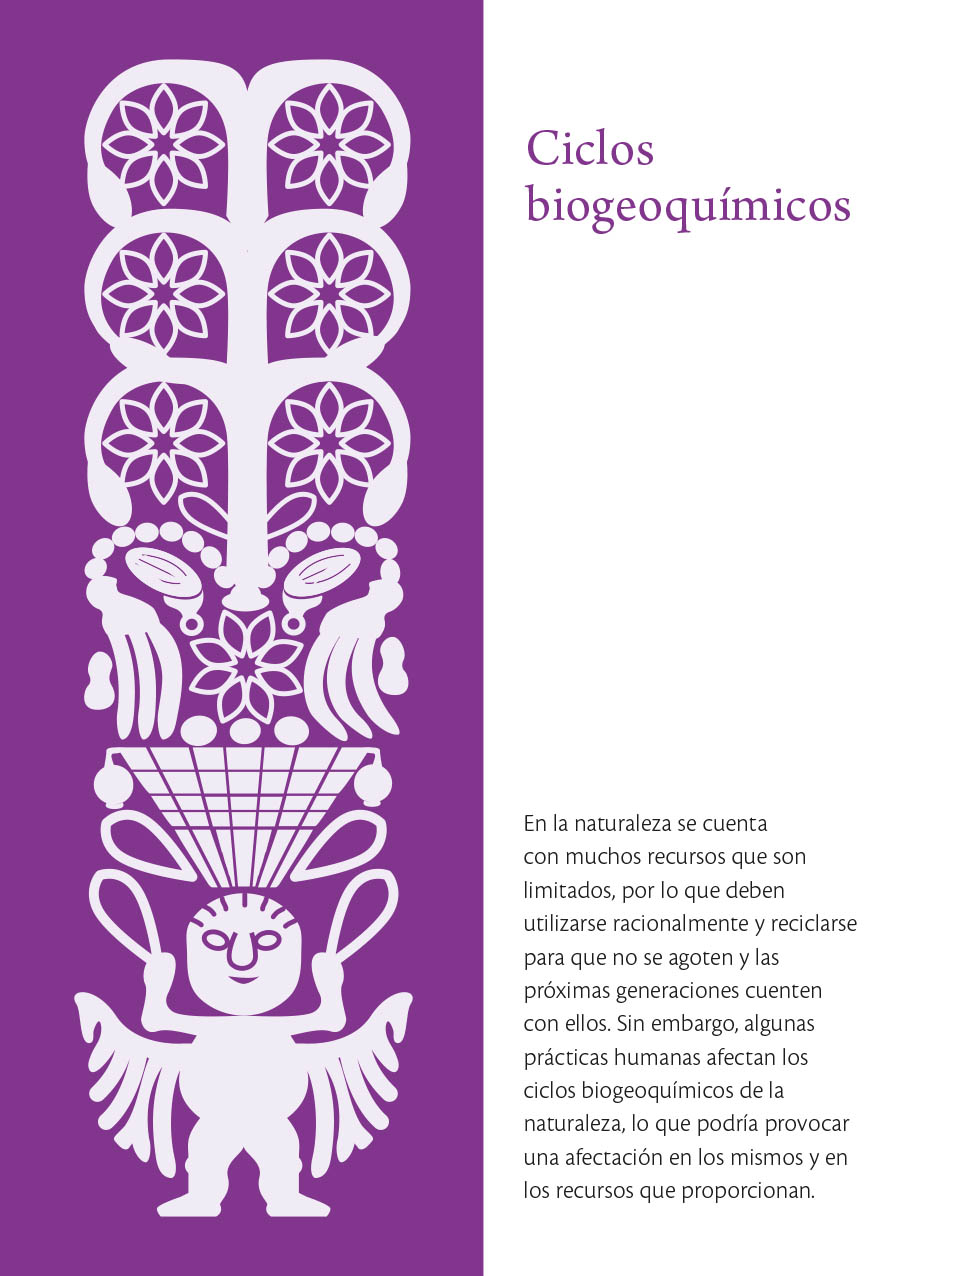 Ciclos
biogeoquímicos
En la naturaleza se cuenta
con muchos recursos que son
limitados, por lo que deben
utilizarse racionalmente y reciclarse
para que no se agoten y las
próximas generaciones cuenten
con ellos. Sin embargo, algunas
prácticas humanas afectan los
ciclos biogeoquímicos de la
naturaleza, lo que podría provocar
una afectación en los mismos y en
los recursos que proporcionan.